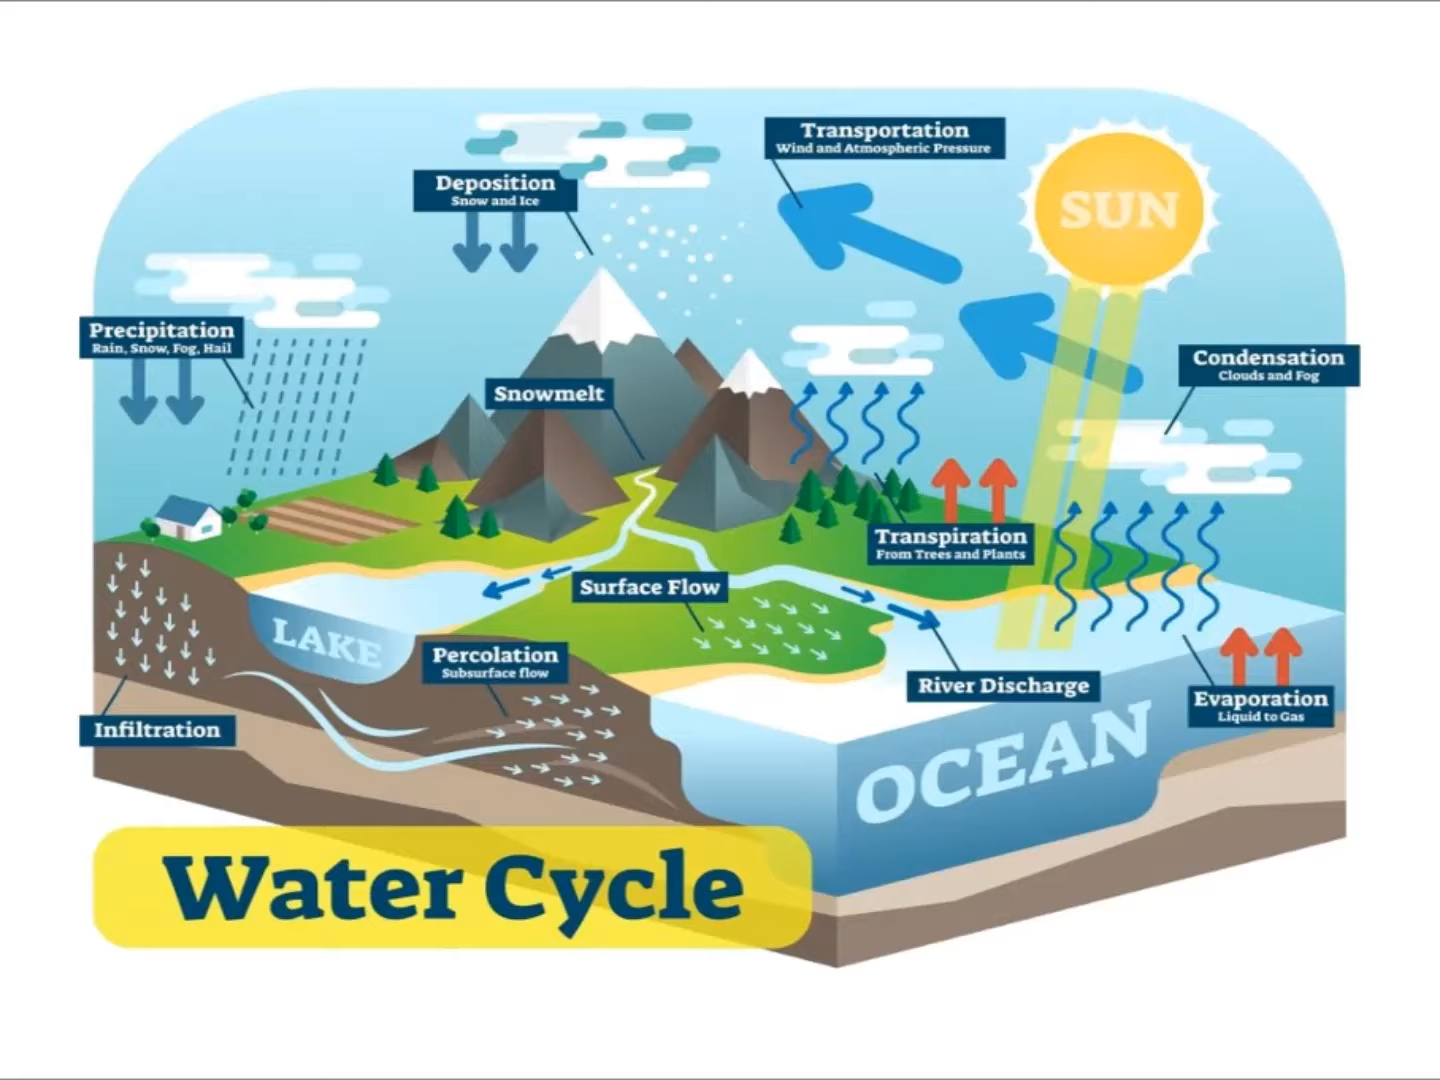 Transportation
Wind and Atmospheric Pressure
Deposition
Snow and Ice
SUN
Precipitation
Rain, Snow, Fog, Hail
Condensation
Clouds and Fog
Snowmelt
Transpiration
From Trees and Plants
Surface Flow
LAKE
Percolation
Subsurface flow
River Discharge
Evaporation
Liquid to Gas
Infiltration
OCEAN
Water Cycle